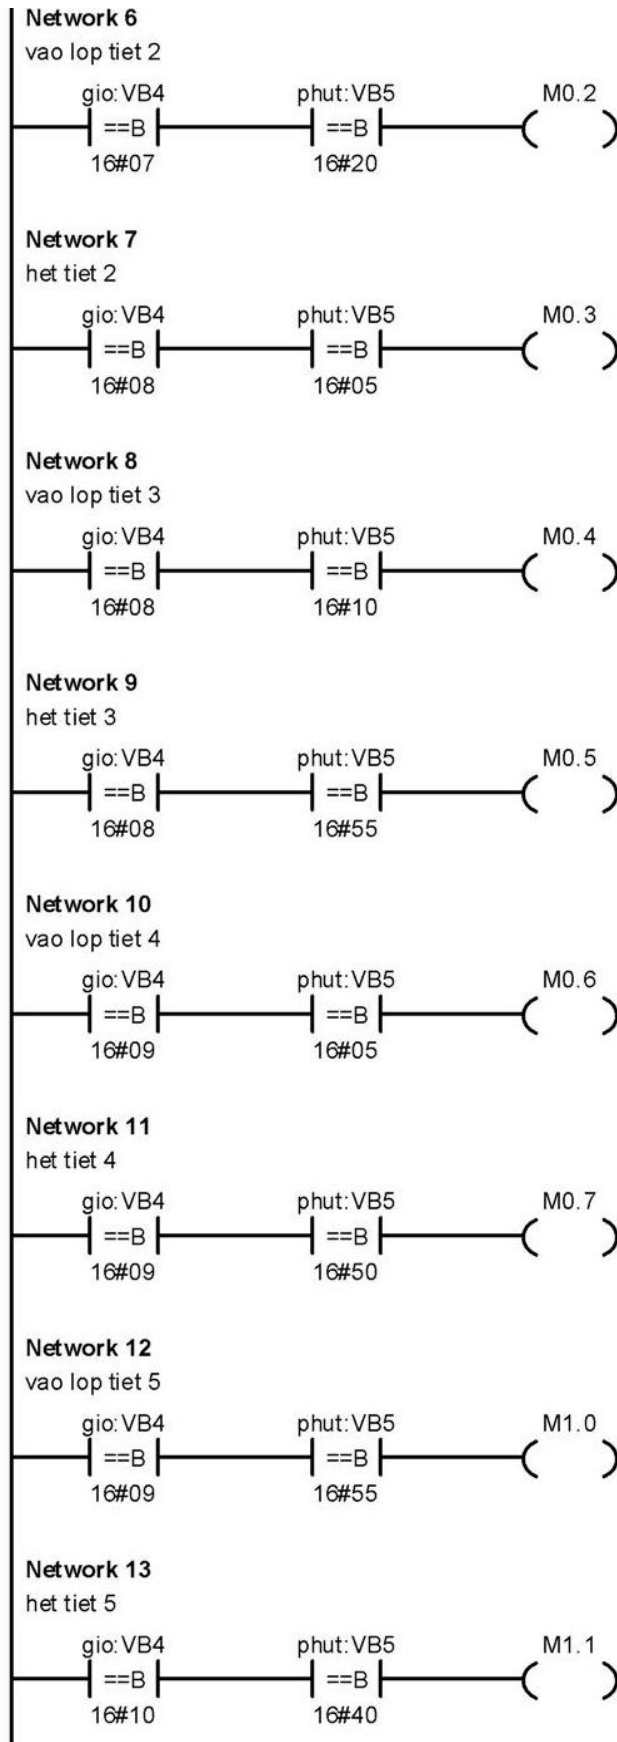 Network 6
vao lop tiet 2
gio:VB4 phut:VB5 M0.2
==B ==B
16#07 16#20
Network 7
het tiet 2
gio:VB4 phut:VB5 M0.3
==B ==B
16#08 16#05
Network 8
vao lop tiet 3
gio:VB4 phut:VB5 M0.4
==B ==B
16#08 16#10
Network 9
het tiet 3
gio:VB4 phut:VB5 M0.5
==B ==B
16#08 16#55
Network 10
vao lop tiet 4
gio:VB4 phut:VB5 M0.6
==B ==B
16#09 16#05
Network 11
het tiet 4
gio:VB4 phut:VB5 M0.7
==B ==B
16#09 16#50
Network 12
vao lop tiet 5
gio:VB4 phut:VB5 M1.0
==B ==B
16#09 16#55
Network 13
het tiet 5
gio:VB4 phut:VB5 M1.1
==B ==B
16#10 16#40